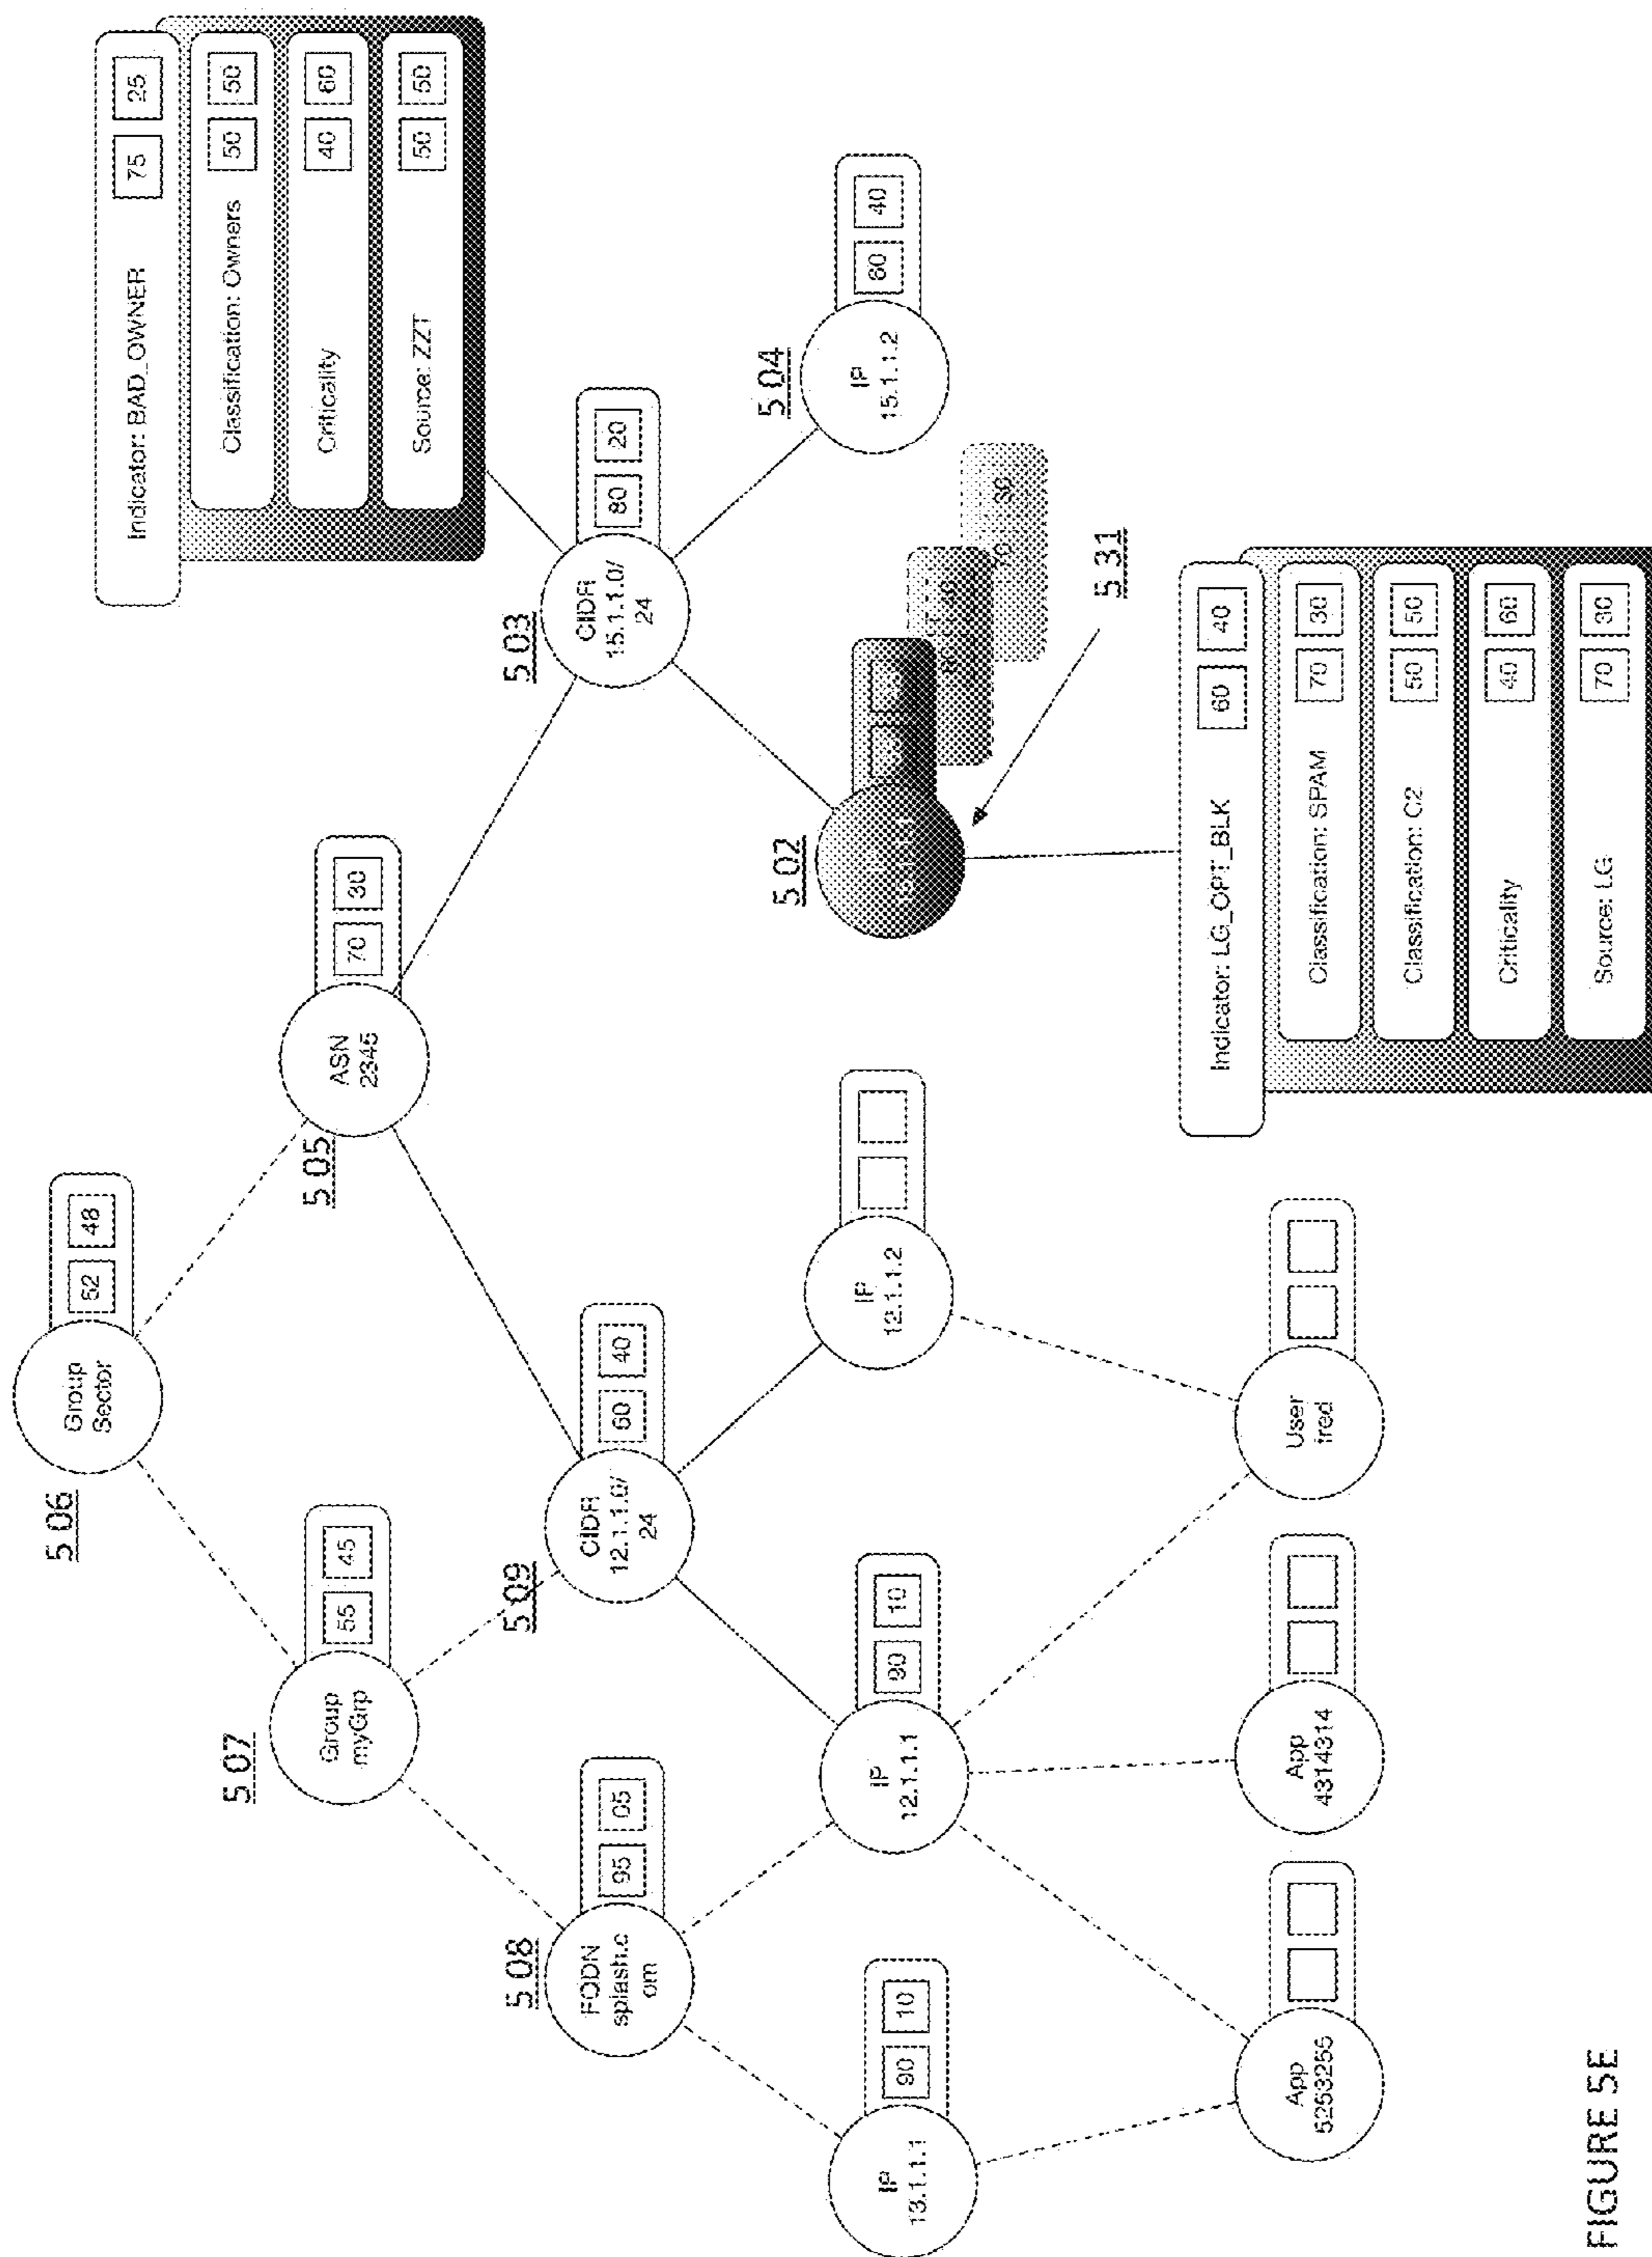 5 06
Group
Sector
52 48
5 07
Group
myGrp
55 45
5 05
ASN
2345
70 30
Indicator: BAD_OWNER 75 25
Classification: Owners 50 50
Criticality 40 60
Source: ZZT 50 50
5 08
FQDN
splash.c
om
95 05
5 09
CIDR
12.1.1.0/
24
60 40
5 03
CIDR
15.1.1.0/
24
80 20
IP
13.1.1.1
90 10
IP
12.1.1.1
90 10
IP
12.1.1.2
5 02
5 04
IP
15.1.1.2
60 40
70 30
5 31
App
5253255
App
4314314
User
fred
Indicator: LG_OPT_BLK 60 40
Classification: SPAM 70 30
Classification: C2 50 50
Criticality 40 60
Source: LG 70 30
FIGURE 5E